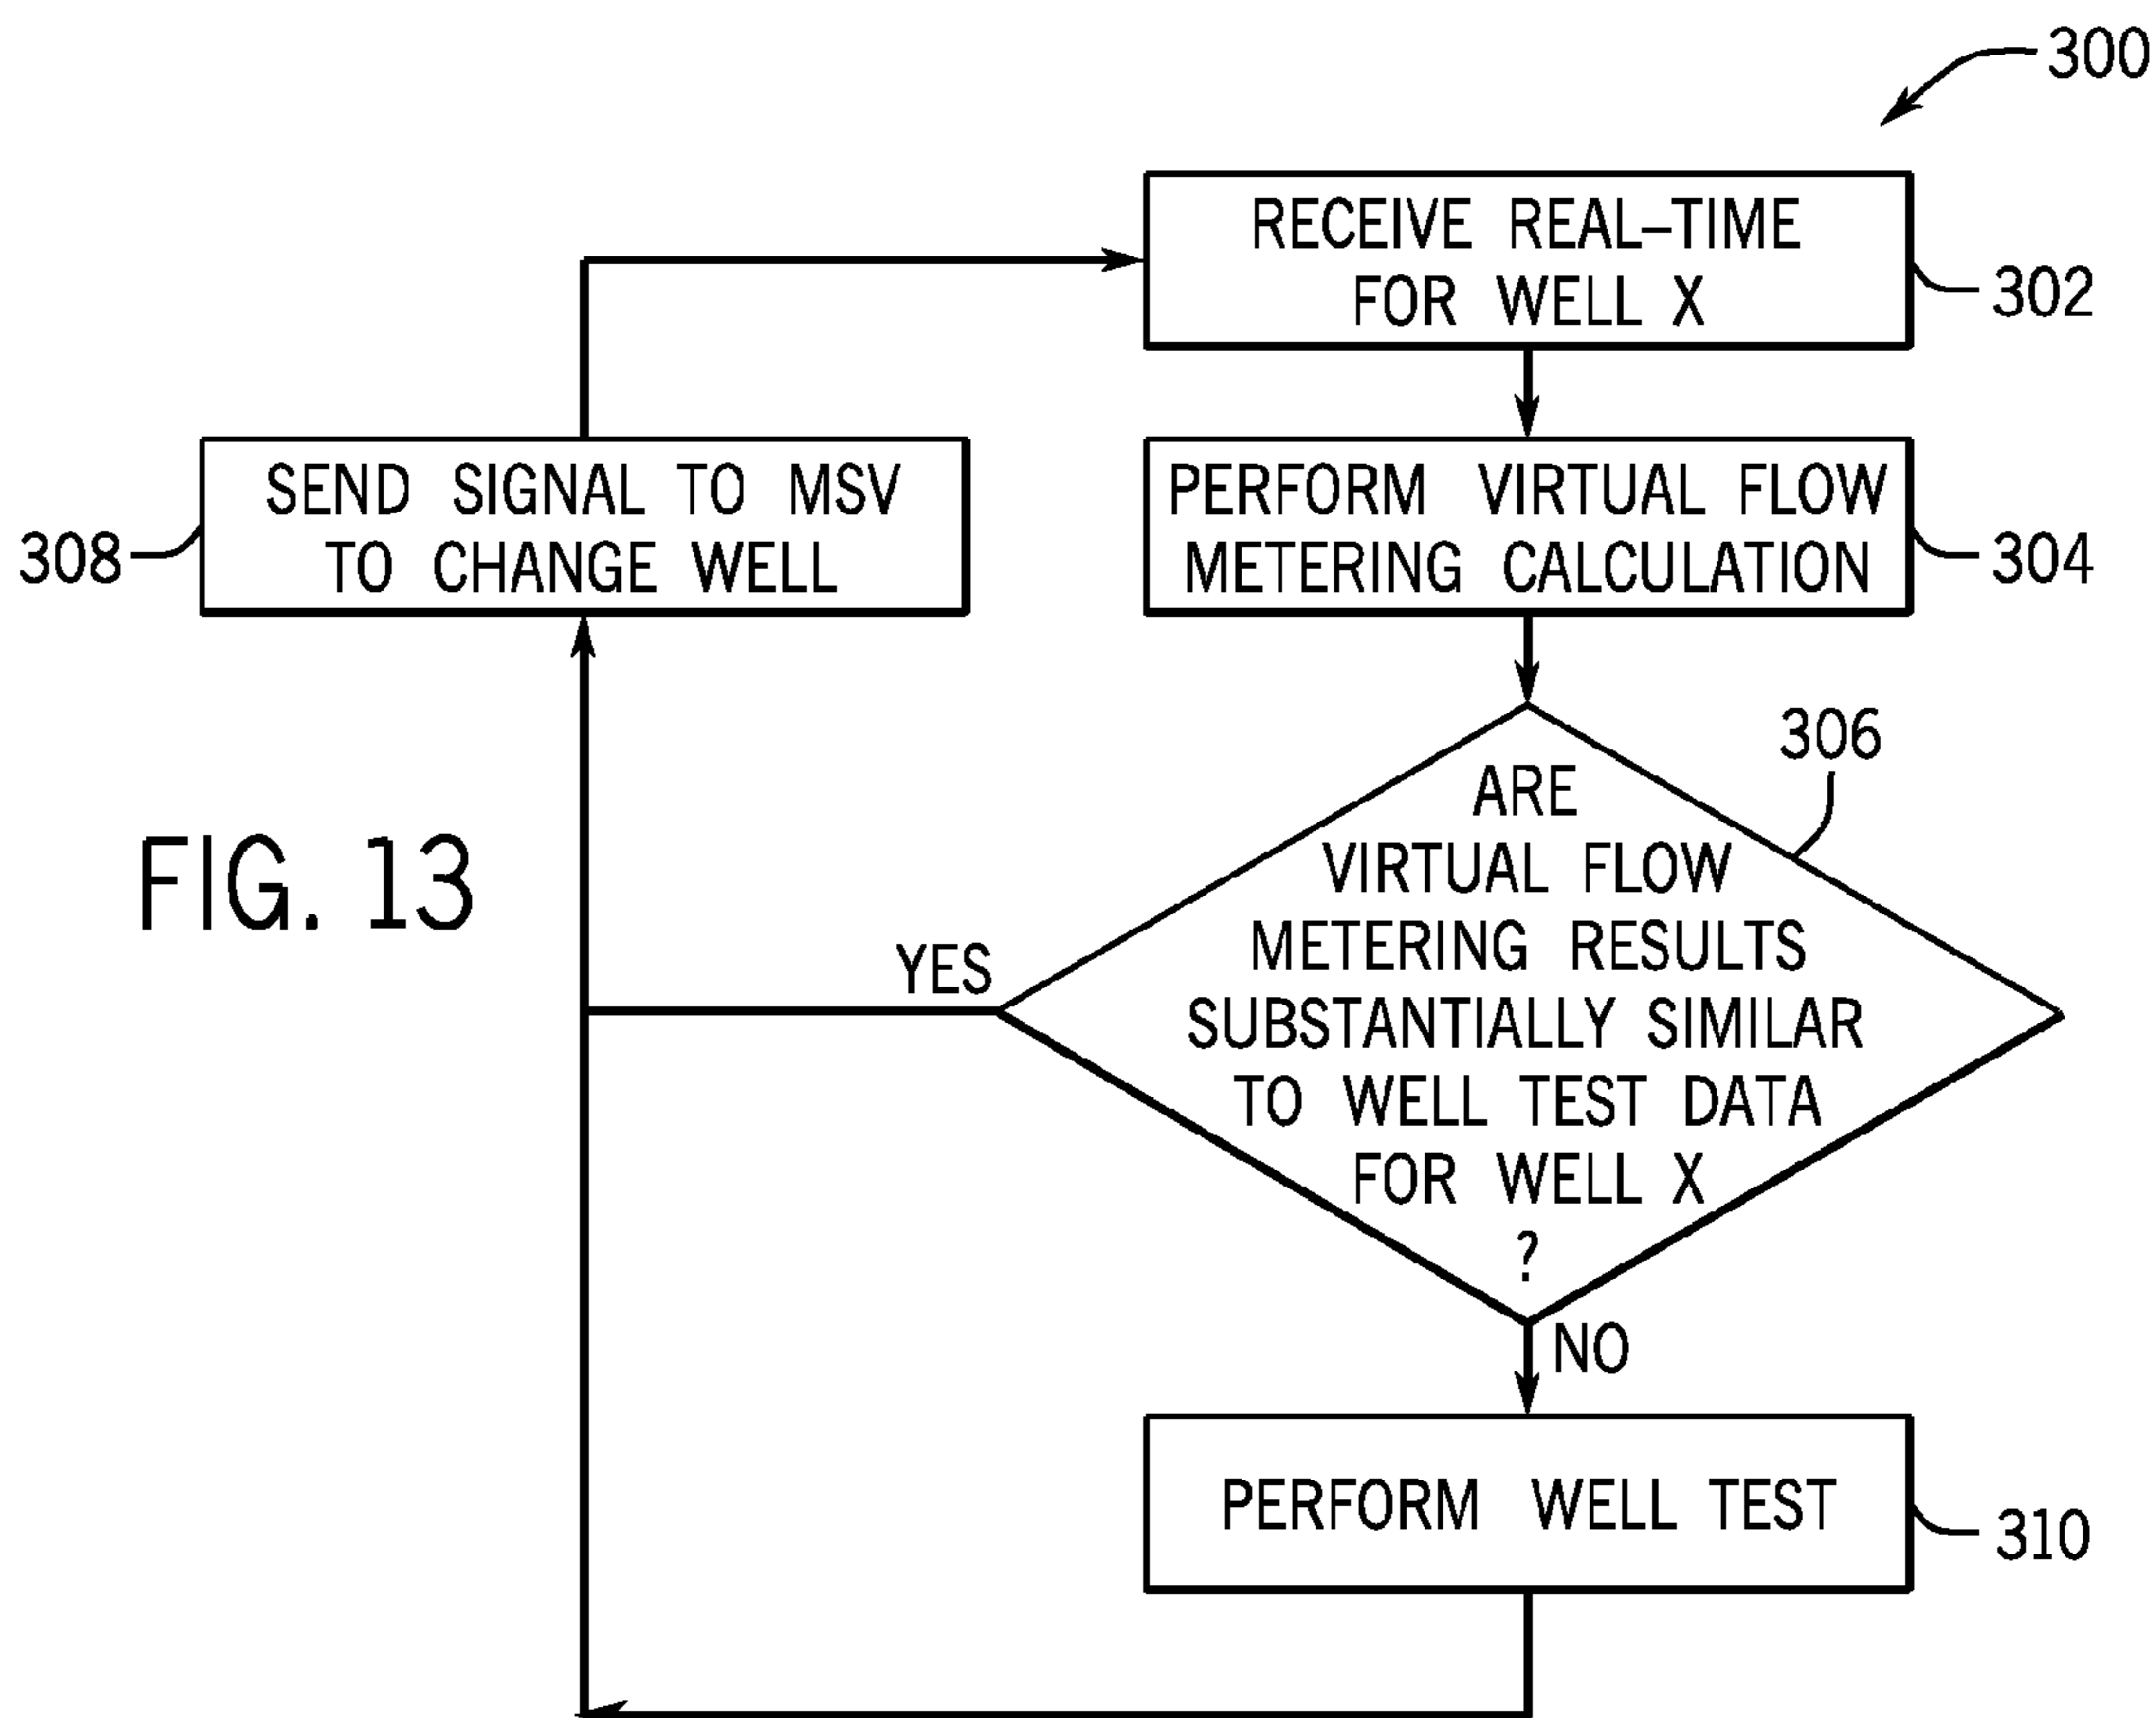 300
RECEIVE REAL–TIME
FOR WELL X
302
SEND SIGNAL TO MSV
TO CHANGE WELL
308
PERFORM VIRTUAL FLOW
METERING CALCULATION
304
306
ARE
VIRTUAL FLOW
METERING RESULTS
SUBSTANTIALLY SIMILAR
TO WELL TEST DATA
FOR WELL X
?
FIG. 13
YES
NO
PERFORM WELL TEST
310